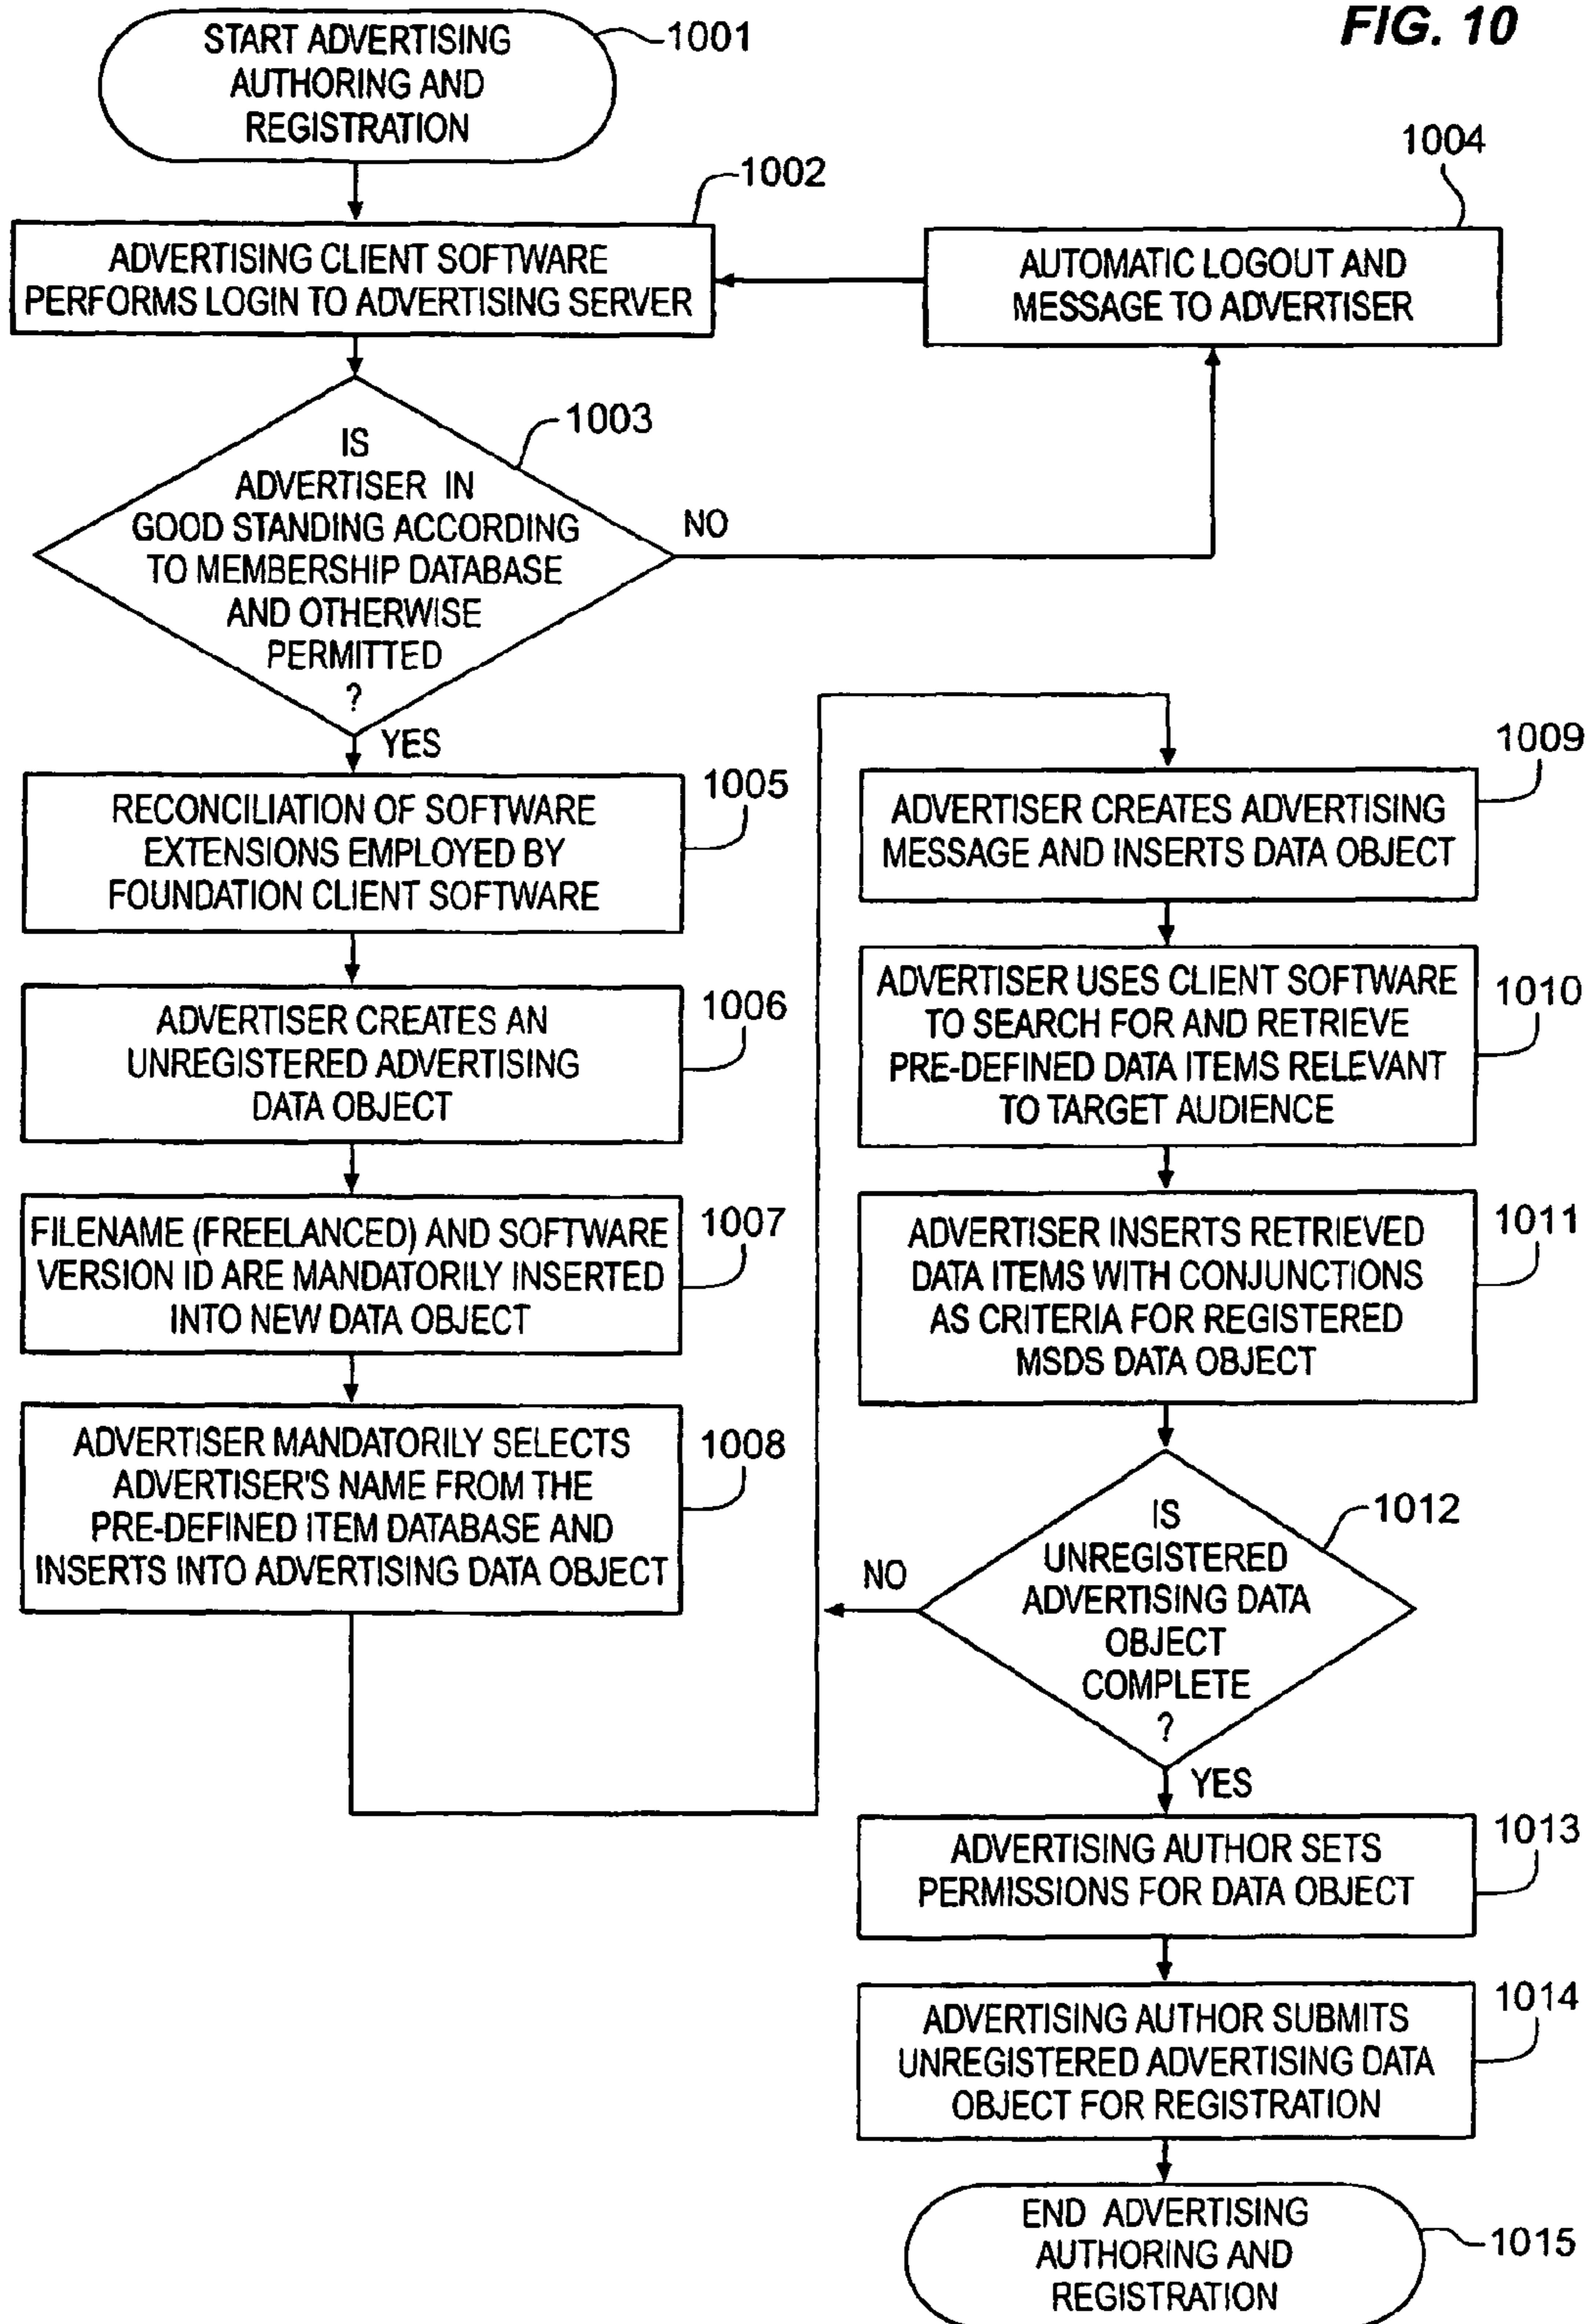 FIG. 10
START ADVERTISING
AUTHORING AND
REGISTRATION
1001
1002
ADVERTISING CLIENT SOFTWARE
PERFORMS LOGIN TO ADVERTISING SERVER
1004
AUTOMATIC LOGOUT AND
MESSAGE TO ADVERTISER
1003
IS
ADVERTISER IN
GOOD STANDING ACCORDING
TO MEMBERSHIP DATABASE
AND OTHERWISE
PERMITTED
?
NO
YES
1005
RECONCILIATION OF SOFTWARE
EXTENSIONS EMPLOYED BY
FOUNDATION CLIENT SOFTWARE
1006
ADVERTISER CREATES AN
UNREGISTERED ADVERTISING
DATA OBJECT
1007
FILENAME (FREELANCED) AND SOFTWARE
VERSION ID ARE MANDATORILY INSERTED
INTO NEW DATA OBJECT
1008
ADVERTISER MANDATORILY SELECTS
ADVERTISER'S NAME FROM THE
PRE-DEFINED ITEM DATABASE AND
INSERTS INTO ADVERTISING DATA OBJECT
1009
ADVERTISER CREATES ADVERTISING
MESSAGE AND INSERTS DATA OBJECT
1010
ADVERTISER USES CLIENT SOFTWARE
TO SEARCH FOR AND RETRIEVE
PRE-DEFINED DATA ITEMS RELEVANT
TO TARGET AUDIENCE
1011
ADVERTISER INSERTS RETRIEVED
DATA ITEMS WITH CONJUNCTIONS
AS CRITERIA FOR REGISTERED
MSDS DATA OBJECT
1012
IS
UNREGISTERED
ADVERTISING DATA
OBJECT
COMPLETE
?
NO
YES
1013
ADVERTISING AUTHOR SETS
PERMISSIONS FOR DATA OBJECT
1014
ADVERTISING AUTHOR SUBMITS
UNREGISTERED ADVERTISING DATA
OBJECT FOR REGISTRATION
END ADVERTISING
AUTHORING AND
REGISTRATION
1015